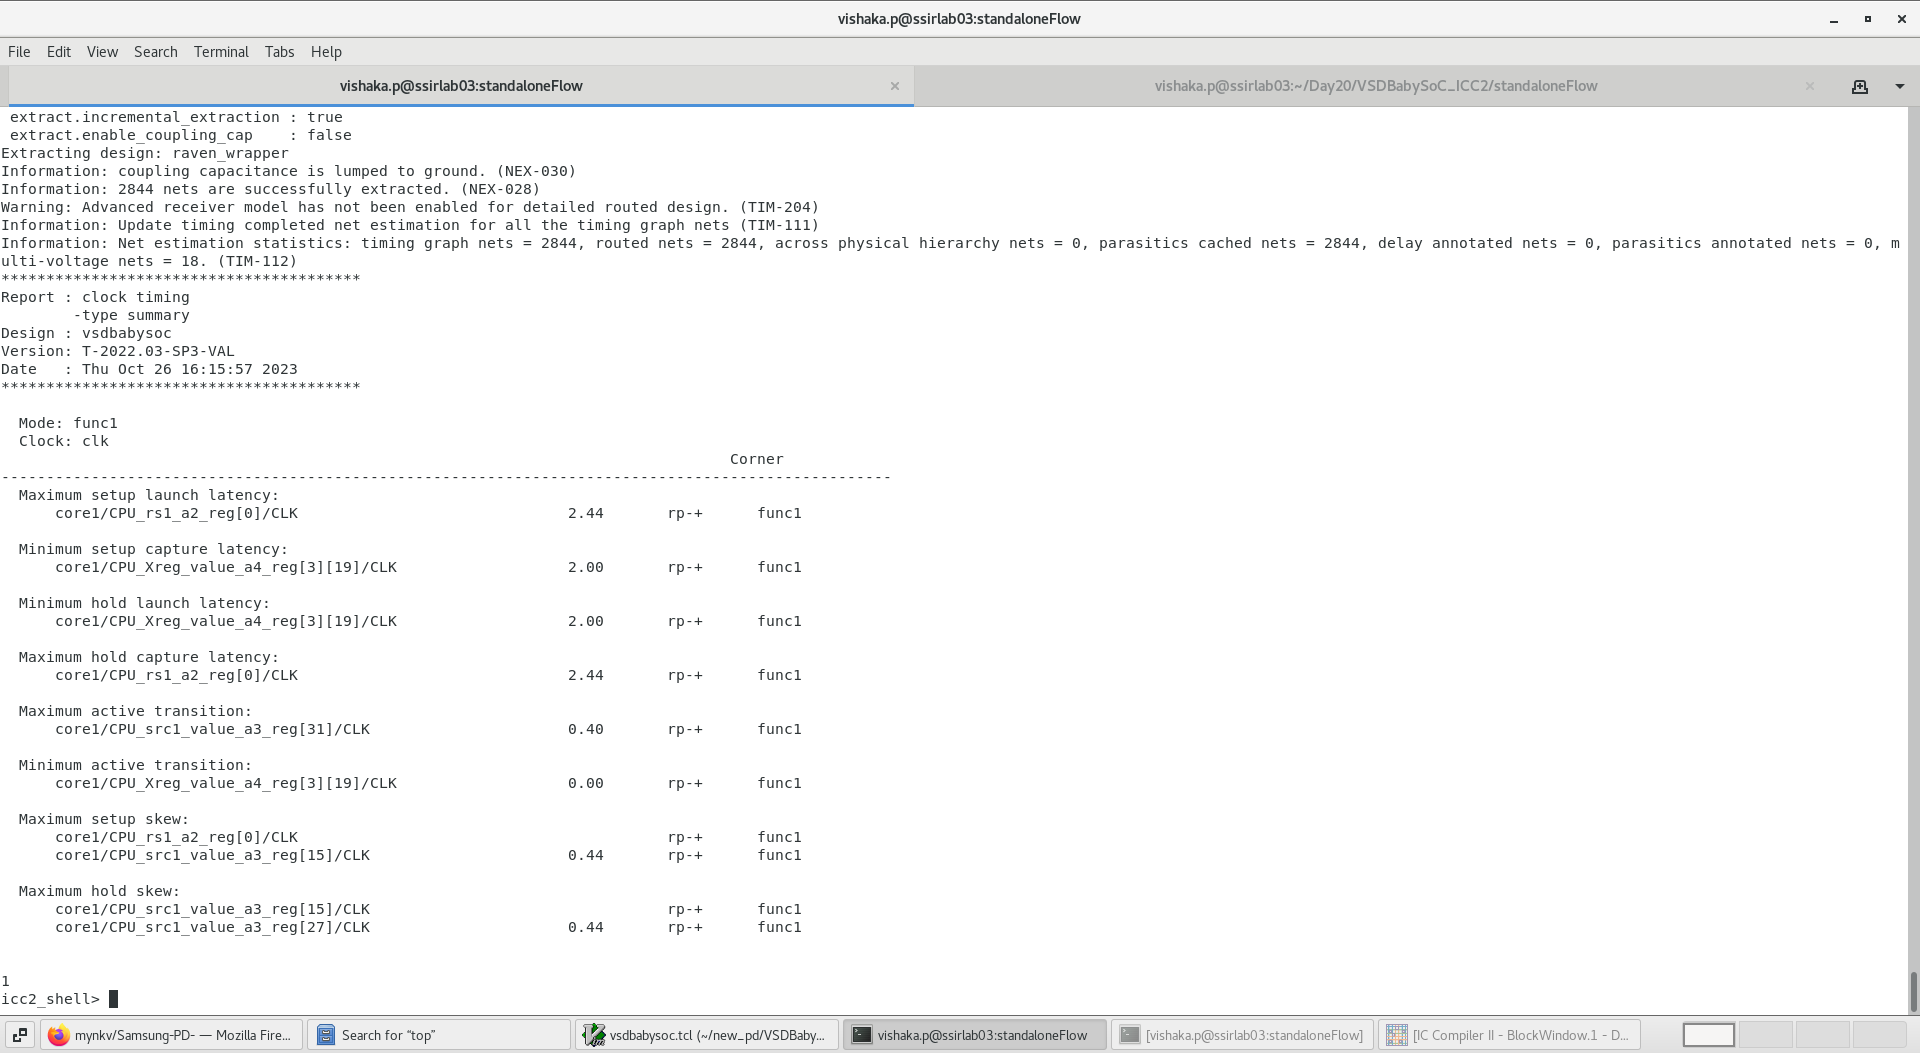 vishaka.p@ssirlab03:standaloneFlow
File Edit View Search Terminal Tabs Help
vishaka.p@ssirlab03:standaloneFlow
vishaka.p@ssirlab03:~/Day20/VSDBabySoC_ICC2/standaloneFlow
extract.incremental_extraction : true
extract.enable_coupling_cap    : false
Extracting design: raven_wrapper
Information: coupling capacitance is lumped to ground. (NEX-030)
Information: 2844 nets are successfully extracted. (NEX-028)
Warning: Advanced receiver model has not been enabled for detailed routed design. (TIM-204)
Information: Update timing completed net estimation for all the timing graph nets (TIM-111)
Information: Net estimation statistics: timing graph nets = 2844, routed nets = 2844, across physical hierarchy nets = 0, parasitics cached nets = 2844, delay annotated nets = 0, parasitics annotated nets = 0, m
ulti-voltage nets = 18. (TIM-112)
****************************************
Report : clock timing
        -type summary
Design : vsdbabysoc
Version: T-2022.03-SP3-VAL
Date   : Thu Oct 26 16:15:57 2023
****************************************
  Mode: func1
  Clock: clk
Corner
---------------------------------------------------------------------------------------------------
  Maximum setup launch latency:
      core1/CPU_rs1_a2_reg[0]/CLK                              2.44       rp-+      func1
  Minimum setup capture latency:
      core1/CPU_Xreg_value_a4_reg[3][19]/CLK                   2.00       rp-+      func1
  Minimum hold launch latency:
      core1/CPU_Xreg_value_a4_reg[3][19]/CLK                   2.00       rp-+      func1
  Maximum hold capture latency:
      core1/CPU_rs1_a2_reg[0]/CLK                              2.44       rp-+      func1
  Maximum active transition:
      core1/CPU_src1_value_a3_reg[31]/CLK                      0.40       rp-+      func1
  Minimum active transition:
      core1/CPU_Xreg_value_a4_reg[3][19]/CLK                   0.00       rp-+      func1
  Maximum setup skew:
      core1/CPU_rs1_a2_reg[0]/CLK                                         rp-+      func1
      core1/CPU_src1_value_a3_reg[15]/CLK                      0.44       rp-+      func1
  Maximum hold skew:
      core1/CPU_src1_value_a3_reg[15]/CLK                                 rp-+      func1
      core1/CPU_src1_value_a3_reg[27]/CLK                      0.44       rp-+      func1
1
icc2_shell>
mynkv/Samsung-PD- — Mozilla Fire...
Search for “top”
vsdbabysoc.tcl (~/new_pd/VSDBaby...
vishaka.p@ssirlab03:standaloneFlow
[vishaka.p@ssirlab03:standaloneFlow]
[IC Compiler II - BlockWindow.1 - D...